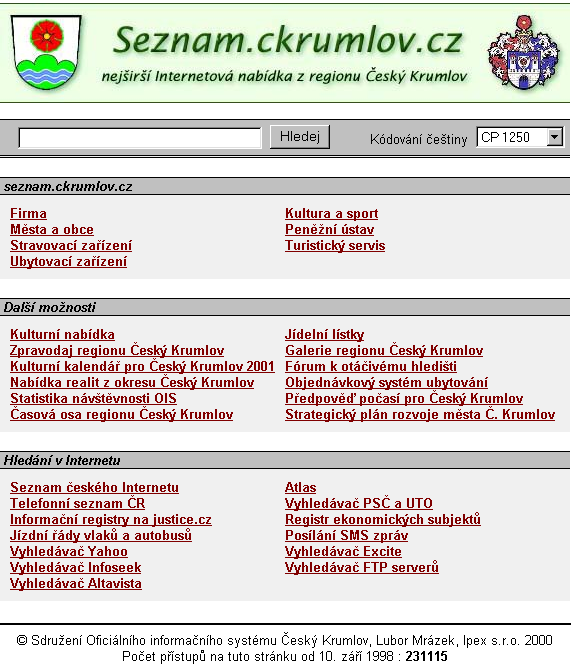 Seznam.ckrumlov.cz
nejširší Internetová nabídka z regionu Český Krumlov
Hledej Kódování češtiny CP 1250
seznam.ckrumlov.cz
Firma Kultura a sport
Města a obce Peněžní ústav
Stravovací zařízení Turistický servis
Ubytovací zařízení
Další možnosti
Kulturní nabídka Jídelní lístky
Zpravodaj regionu Český Krumlov Galerie regionu Český Krumlov
Kulturní kalendář pro Český Krumlov 2001 Fórum k otáčivému hledišti
Nabídka realit z okresu Český Krumlov Objednávkový systém ubytování
Statistika návštěvnosti OIS Předpověď počasí pro Český Krumlov
Časová osa regionu Český Krumlov Strategický plán rozvoje města Č. Krumlov
Hledání v Internetu
Seznam českého Internetu Atlas
Telefonní seznam ČR Vyhledávač PSČ a UTO
Informační registry na justice.cz Registr ekonomických subjektů
Jízdní řády vlaků a autobusů Posílání SMS zpráv
Vyhledávač Yahoo Vyhledávač Excite
Vyhledávač Infoseek Vyhledávač FTP serverů
Vyhledávač Altavista
© Sdružení Oficiálního informačního systému Český Krumlov, Lubor Mrázek, Ipex s.r.o. 2000
Počet přístupů na tuto stránku od 10. září 1998 : 231115